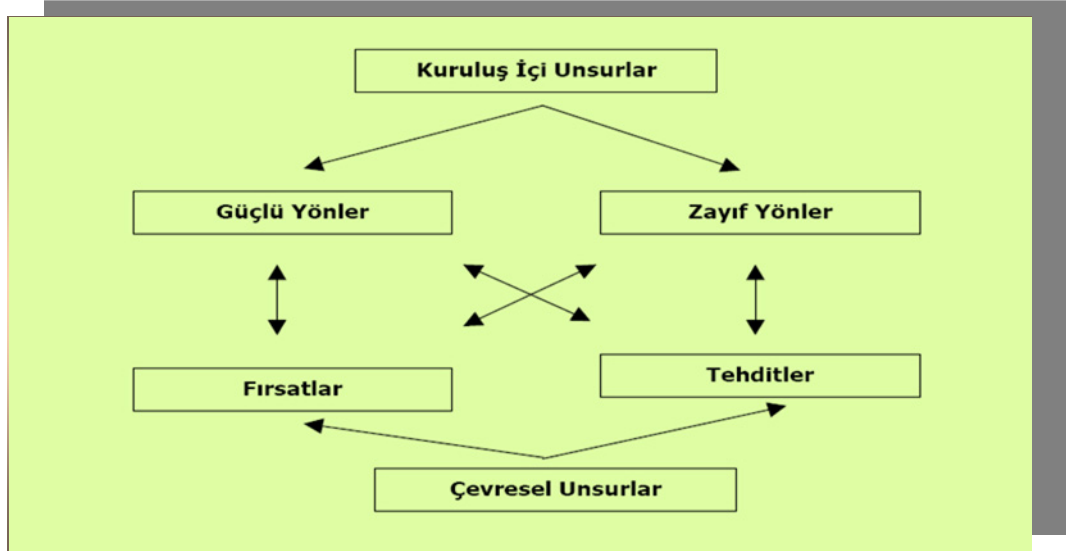 Kuruluş İçi Unsurlar
Güçlü Yönler
Zayıf Yönler
Fırsatlar
Tehditler
Çevresel Unsurlar